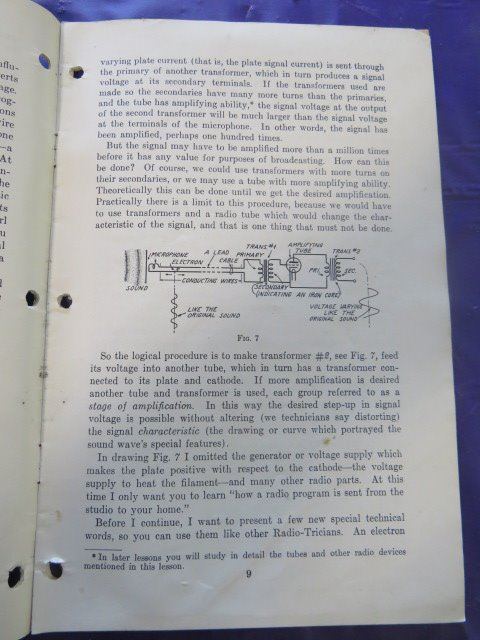 varying plate current (that is, the plate signal current) is sent through
the primary of another transformer, which in turn produces a signal
voltage at its secondary terminals. If the transformers used are
made so the secondaries have many more turns than the primaries,
and the tube has amplifying ability,* the signal voltage at the output
of the second transformer will be much larger than the signal voltage
at the terminals of the microphone. In other words, the signal has
been amplified, perhaps one hundred times.
But the signal may have to be amplified more than a million times
before it has any value for purposes of broadcasting. How can this
be done? Of course, we could use transformers with more turns on
their secondaries, or we may use a tube with more amplifying ability.
Theoretically this can be done until we get the desired amplification.
Practically there is a limit to this procedure, because we would have
to use transformers and a radio tube which would change the char-
acteristic of the signal, and that is one thing that must not be done.
MICROPHONE
ELECTRON
A LEAD
CABLE
TRANS.#1
PRIMARY
AMPLIFYING
TUBE
TRANS.#2
PRI.
SEC.
SOUND
CONDUCTING WIRES
SECONDARY
(INDICATING AN IRON CORE)
LIKE THE
ORIGINAL SOUND
VOLTAGE VARYING
LIKE THE
ORIGINAL SOUND
FIG. 7
So the logical procedure is to make transformer #2, see Fig. 7, feed
its voltage into another tube, which in turn has a transformer con-
nected to its plate and cathode. If more amplification is desired
another tube and transformer is used, each group referred to as a
stage of amplification. In this way the desired step-up in signal
voltage is possible without altering (we technicians say distorting)
the signal characteristic (the drawing or curve which portrayed the
sound wave's special features).
In drawing Fig. 7 I omitted the generator or voltage supply which
makes the plate positive with respect to the cathode—the voltage
supply to heat the filament—and many other radio parts. At this
time I only want you to learn "how a radio program is sent from the
studio to your home."
Before I continue, I want to present a few new special technical
words, so you can use them like other Radio-Tricians. An electron
* In later lessons you will study in detail the tubes and other radio devices
mentioned in this lesson.
9